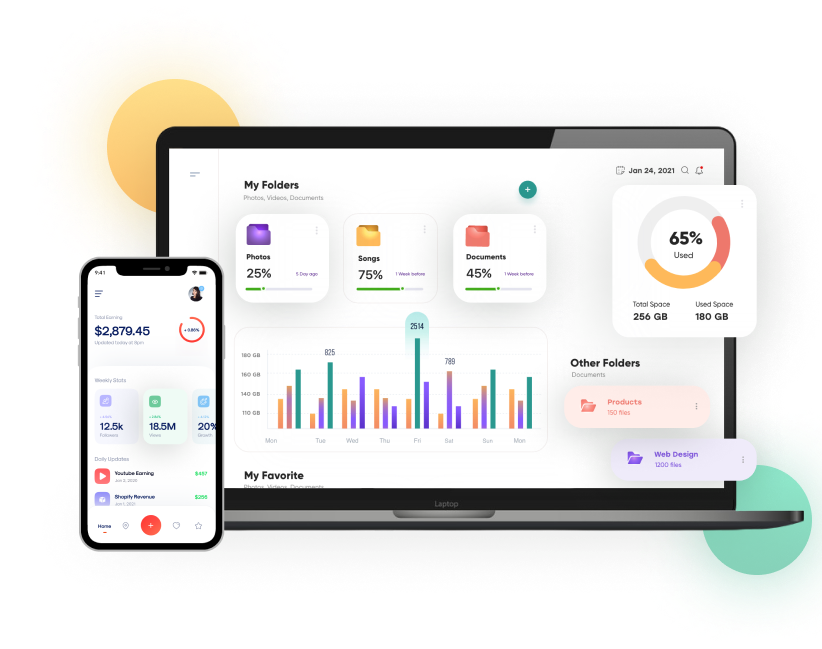 Jan 24, 2021
My Folders
Photos, Videos, Documents
+
Photos
25%
5 Day ago
Songs
75%
1 Week before
Documents
45%
1 Week before
65%
Used
Total Space
Used Space
256 GB
180 GB
180 GB
160 GB
140 GB
110 GB
825
2514
789
Mon
Tue
Wed
Thu
Fri
Sat
Sun
Mon
Other Folders
Documents
Products
150 files
Web Design
1200 files
My Favorite
Photos, Videos, Documents
Laptop
9:41
Total Earning
$2,879.45
Updated today at 9pm
+ 0.86%
Weekly Stats
12.5k
Followers
18.5M
Views
20%
Growth
Daily Updates
Youtube Earning
$457
Jan 2, 2020
Shopify Revenue
$256
Jan 1, 2021
Home
+